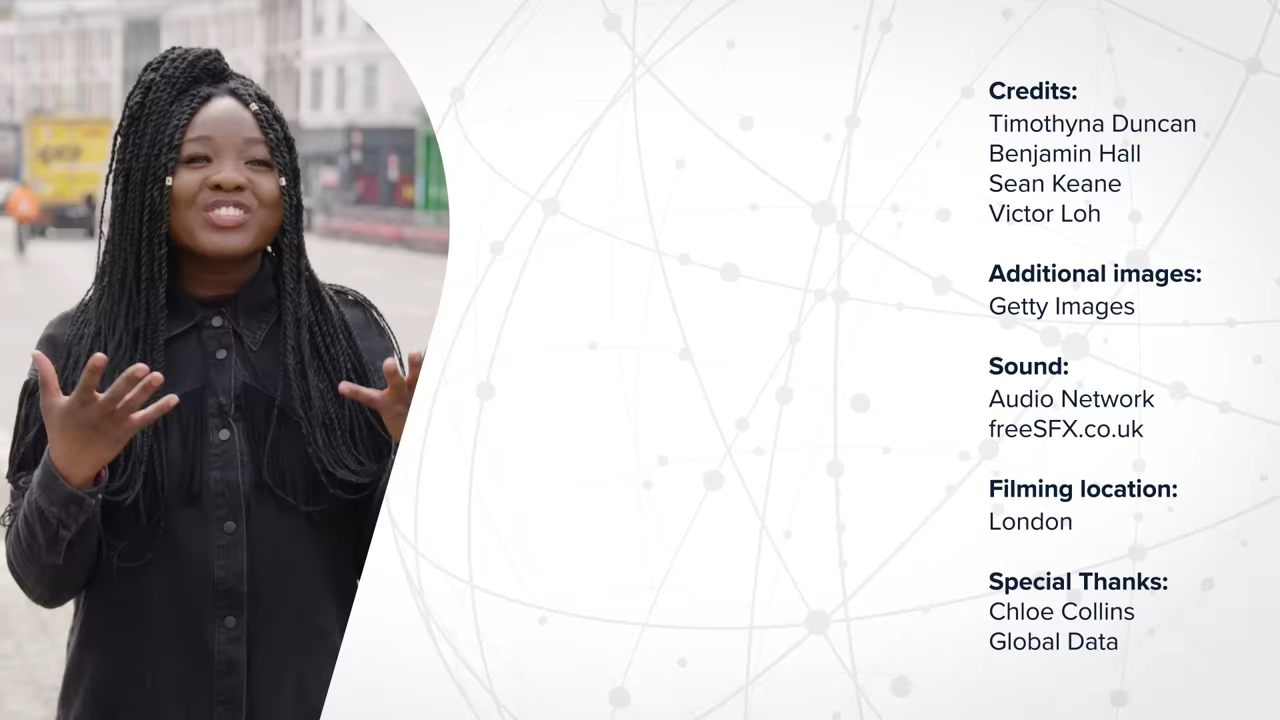 Credits:
Timothyna Duncan
Benjamin Hall
Sean Keane
Victor Loh
Additional images:
Getty Images
Sound:
Audio Network
freeSFX.co.uk
Filming location:
London
Special Thanks:
Chloe Collins
Global Data